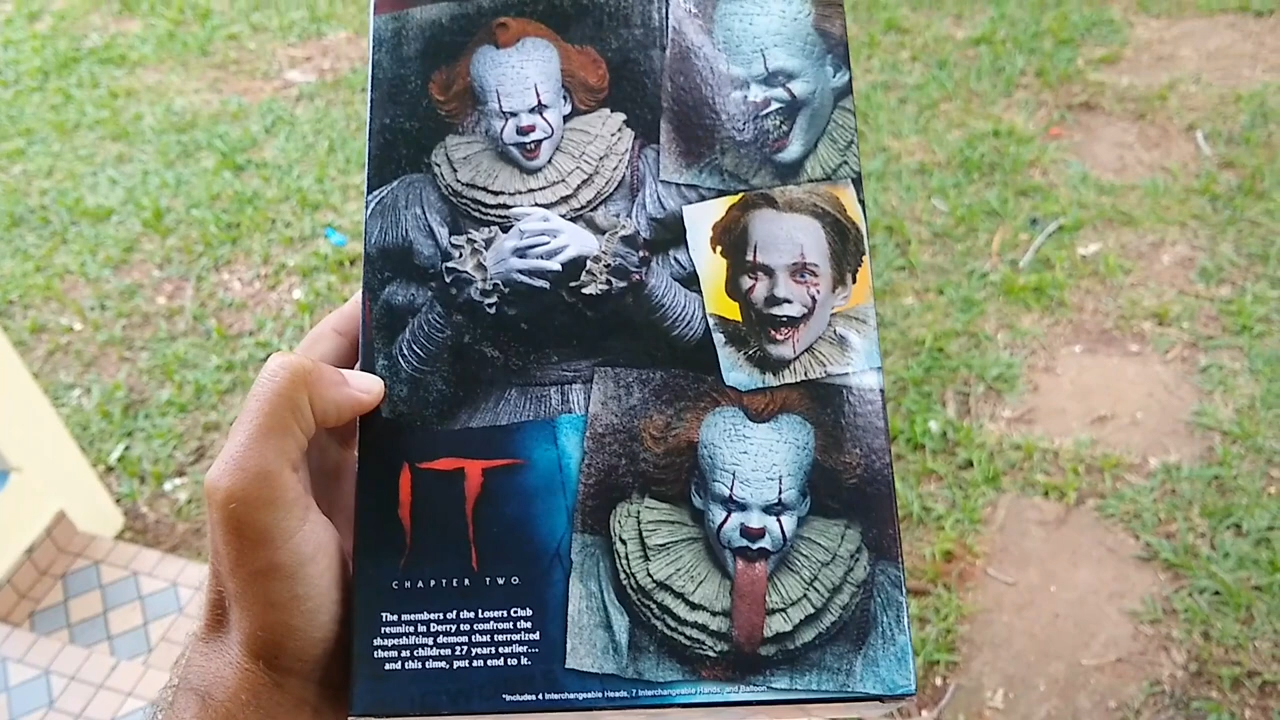 IT
CHAPTER TWO
The members of the Losers Club
reunite in Derry to confront the
shapeshifting demon that terrorized
them as children 27 years earlier...
and this time, put an end to it.
*Includes 4 Interchangeable Heads, 7 Interchangeable Hands, and Balloon